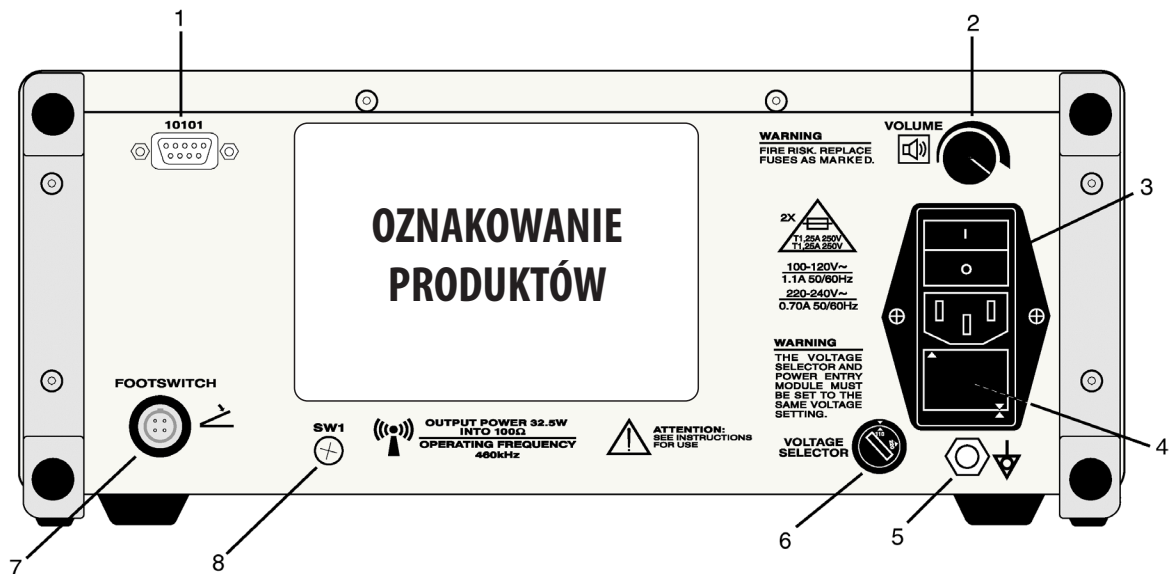 1
2
10101
VOLUME
WARNING
FIRE RISK. REPLACE
FUSES AS MARKED.
3
OZNAKOWANIE
PRODUKTÓW
2X
T1.25A 250V
T1,25A 250V
I
O
100-120V~
1.1A 50/60Hz
220-240V~
0.70A 50/60Hz
WARNING
THE VOLTAGE
SELECTOR AND
POWER ENTRY
MODULE MUST
BE SET TO THE
SAME VOLTAGE
SETTING.
FOOTSWITCH
SW1
OUTPUT POWER 32.5W
INTO 100Ω
OPERATING FREQUENCY
460kHz
ATTENTION:
SEE INSTRUCTIONS
FOR USE
VOLTAGE
SELECTOR
4
5
6
7
8